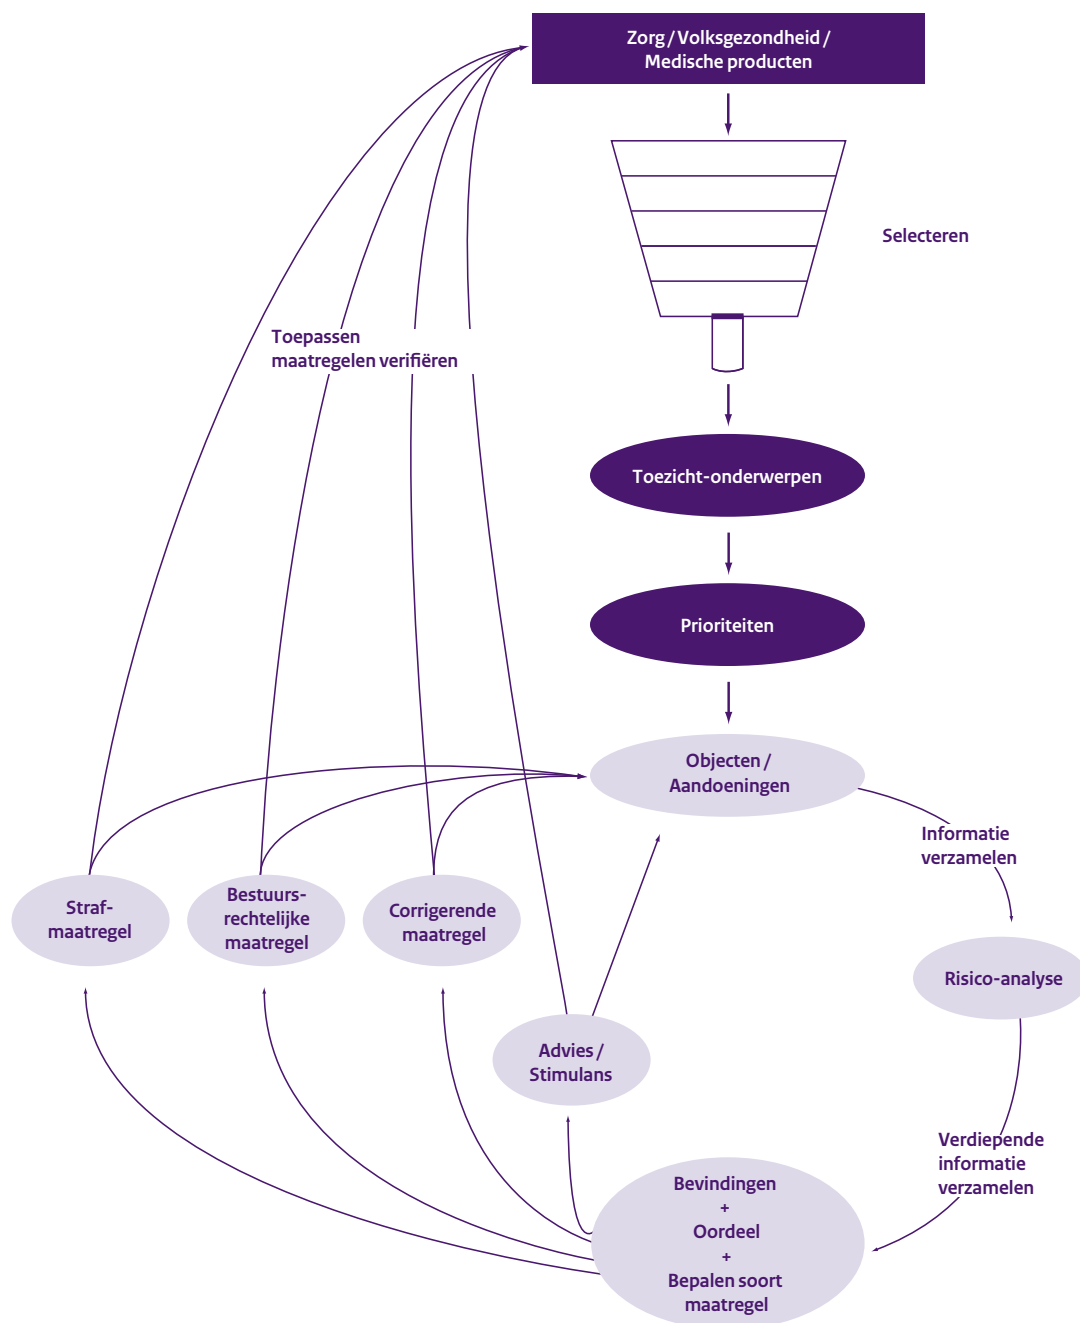 Zorg / Volksgezondheid /
Medische producten
Selecteren
Toepassen
maatregelen verifiëren
Toezicht-onderwerpen
Prioriteiten
Objecten /
Aandoeningen
Informatie
verzamelen
Straf-
maatregel
Bestuurs-
rechtelijke
maatregel
Corrigerende
maatregel
Risico-analyse
Advies /
Stimulans
Verdiepende
informatie
verzamelen
Bevindingen
+
Oordeel
+
Bepalen soort
maatregel